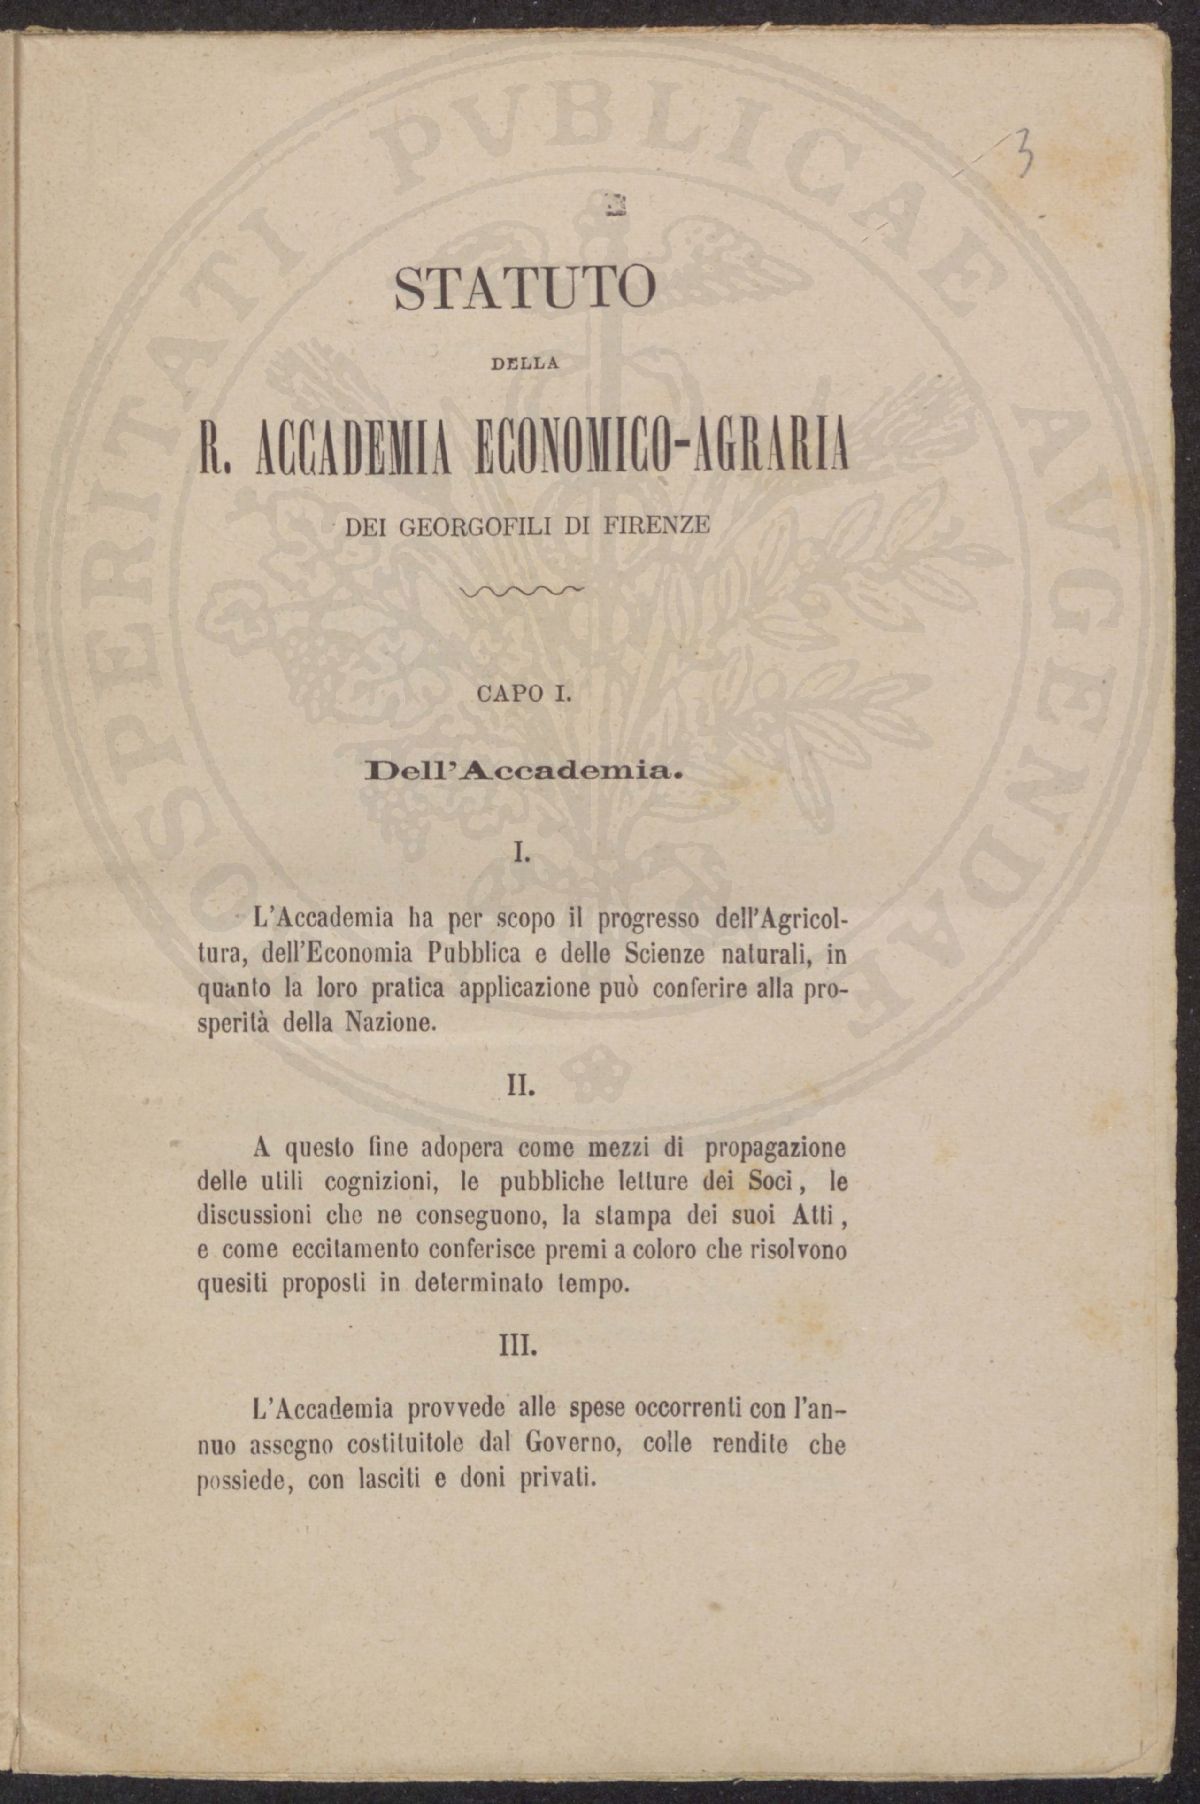 3
STATUTO
DELLA
R. ACCADEMIA ECONOMICO-AGRARIA
DEI GEORGOFILI DI FIRENZE
CAPO I.
Dell'Accademia.
I.
L'Accademia ha per scopo il progresso dell'Agricol-
tura, dell'Economia Pubblica e delle Scienze naturali, in
quanto la loro pratica applicazione può conferire alla pro-
sperità della Nazione.
II.
A questo fine adopera come mezzi di propagazione
delle utili cognizioni, le pubbliche letture dei Soci, le
discussioni che ne conseguono, la stampa dei suoi Atti,
e come eccitamento conferisce premi a coloro che risolvono
quesiti proposti in determinato tempo.
III.
L'Accademia provvede alle spese occorrenti con l'an-
nuo assegno costituitole dal Governo, colle rendite che
possiede, con lasciti e doni privati.
PROSPERITATI PUBLICAE AVGENDAE